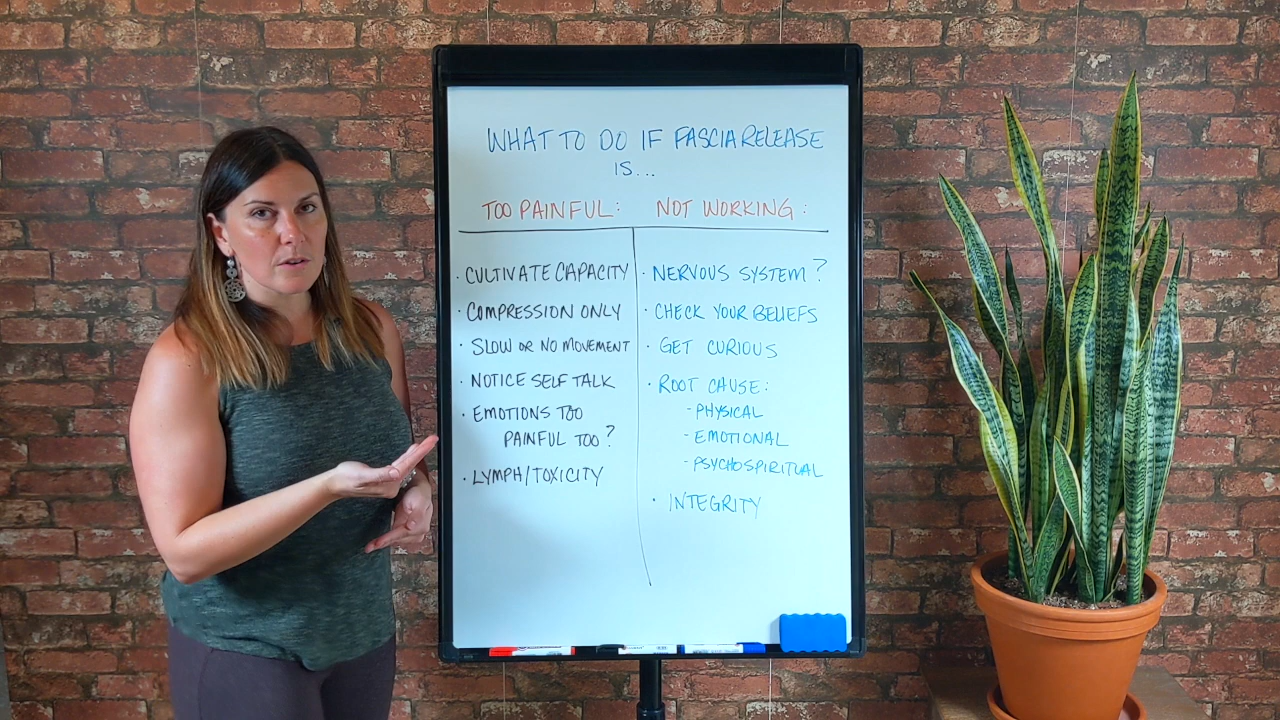 WHAT TO DO IF FASCIA RELEASE
IS...
TOO PAINFUL:
· CULTIVATE CAPACITY
· COMPRESSION ONLY
· SLOW OR NO MOVEMENT
· NOTICE SELF TALK
· EMOTIONS TOO
PAINFUL TOO?
· LYMPH/TOXICITY
NOT WORKING:
· NERVOUS SYSTEM?
· CHECK YOUR BELIEFS
· GET CURIOUS
· ROOT CAUSE:
- PHYSICAL
- EMOTIONAL
- PSYCHOSPIRITUAL
· INTEGRITY